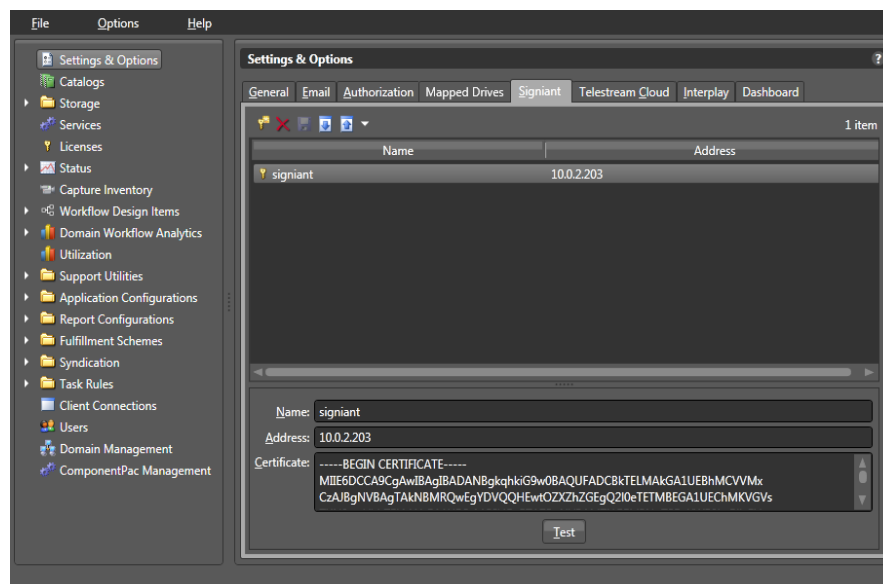 File Options Help
Settings & Options
Catalogs
Storage
Services
Licenses
Status
Capture Inventory
Workflow Design Items
Domain Workflow Analytics
Utilization
Support Utilities
Application Configurations
Report Configurations
Fulfillment Schemes
Syndication
Task Rules
Client Connections
Users
Domain Management
ComponentPac Management
Settings & Options ?
General Email Authorization Mapped Drives Signiant Telestream Cloud Interplay Dashboard
1 item
Name Address
signiant 10.0.2.203
Name: signiant
Address: 10.0.2.203
Certificate: -----BEGIN CERTIFICATE-----
MIIE6DCCA9CgAwIBAgIBADANBgkqhkiG9w0BAQUFADCBkTELMAkGA1UEBhMCVVMx
CzAJBgNVBAgTAkNBMRQwEgYDVQQHEwtOZXZhZGEgQ2l0eTETMBEGA1UEChMKVGVs
Test